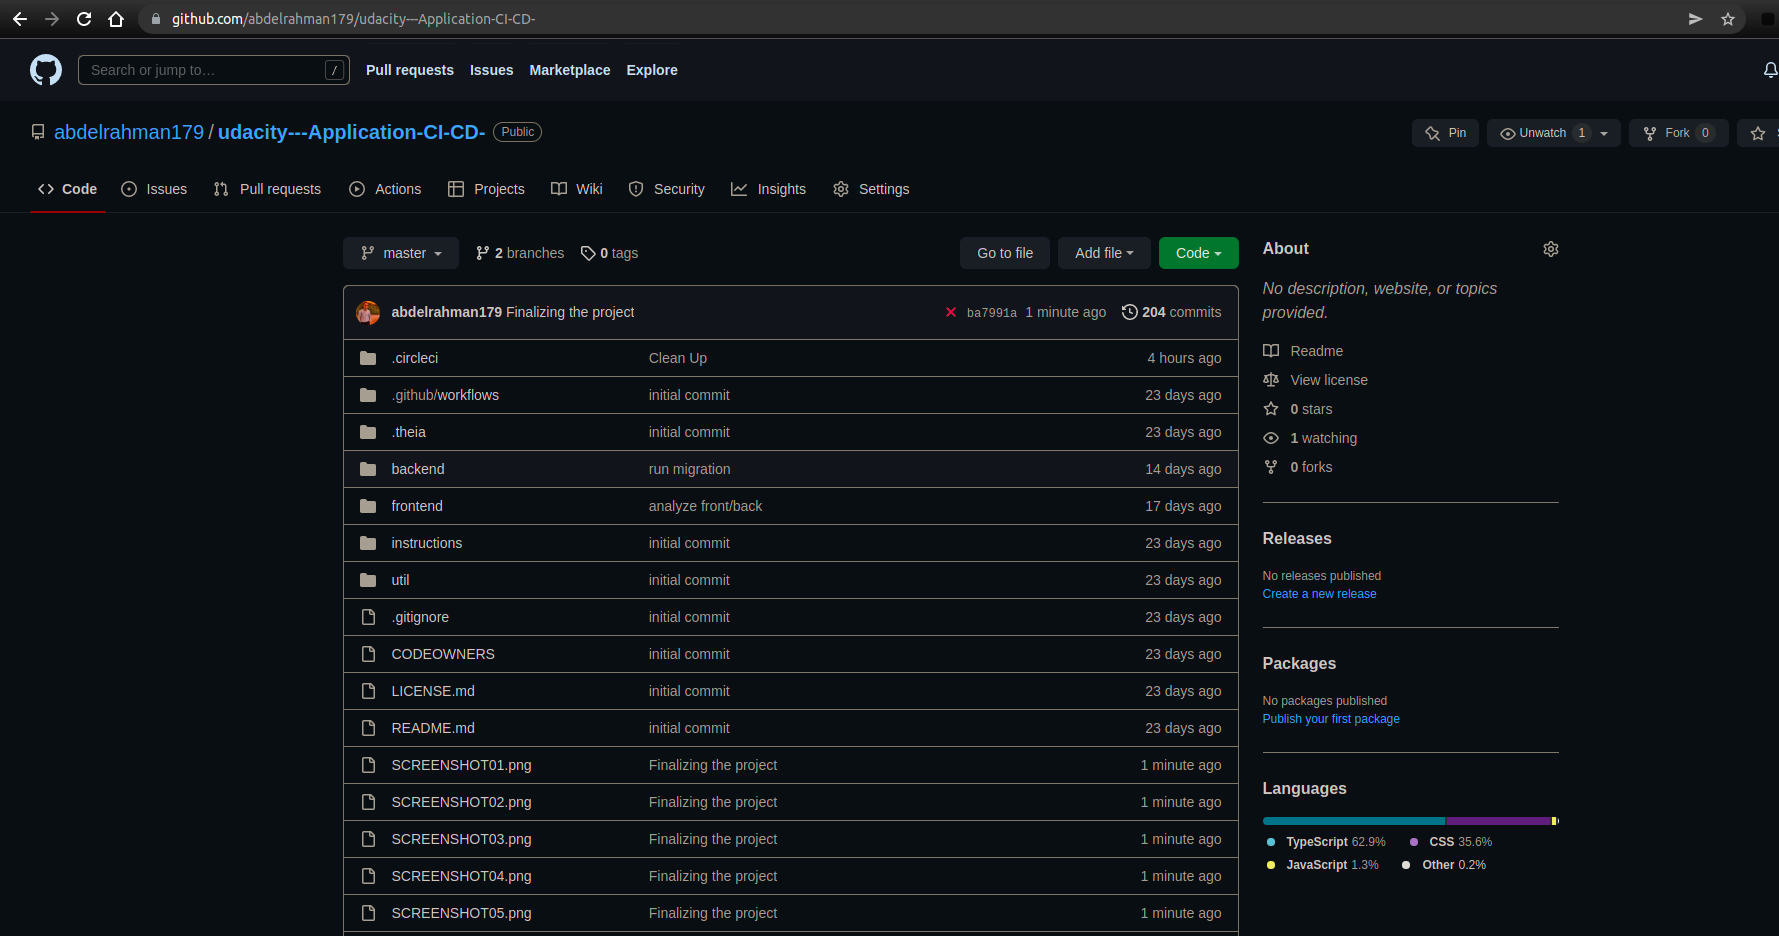 github.com/abdelrahman179/udacity---Application-CI-CD-
Search or jump to… / Pull requests Issues Marketplace Explore
abdelrahman179 / udacity---Application-CI-CD- Public Pin Unwatch 1 Fork 0
Code Issues Pull requests Actions Projects Wiki Security Insights Settings
master 2 branches 0 tags Go to file Add file Code
abdelrahman179 Finalizing the project ba7991a 1 minute ago 204 commits
.circleci Clean Up 4 hours ago
.github/workflows initial commit 23 days ago
.theia initial commit 23 days ago
backend run migration 14 days ago
frontend analyze front/back 17 days ago
instructions initial commit 23 days ago
util initial commit 23 days ago
.gitignore initial commit 23 days ago
CODEOWNERS initial commit 23 days ago
LICENSE.md initial commit 23 days ago
README.md initial commit 23 days ago
SCREENSHOT01.png Finalizing the project 1 minute ago
SCREENSHOT02.png Finalizing the project 1 minute ago
SCREENSHOT03.png Finalizing the project 1 minute ago
SCREENSHOT04.png Finalizing the project 1 minute ago
SCREENSHOT05.png Finalizing the project 1 minute ago
About
No description, website, or topics
provided.
Readme
View license
0 stars
1 watching
0 forks
Releases
No releases published
Create a new release
Packages
No packages published
Publish your first package
Languages
TypeScript 62.9% CSS 35.6%
JavaScript 1.3% Other 0.2%